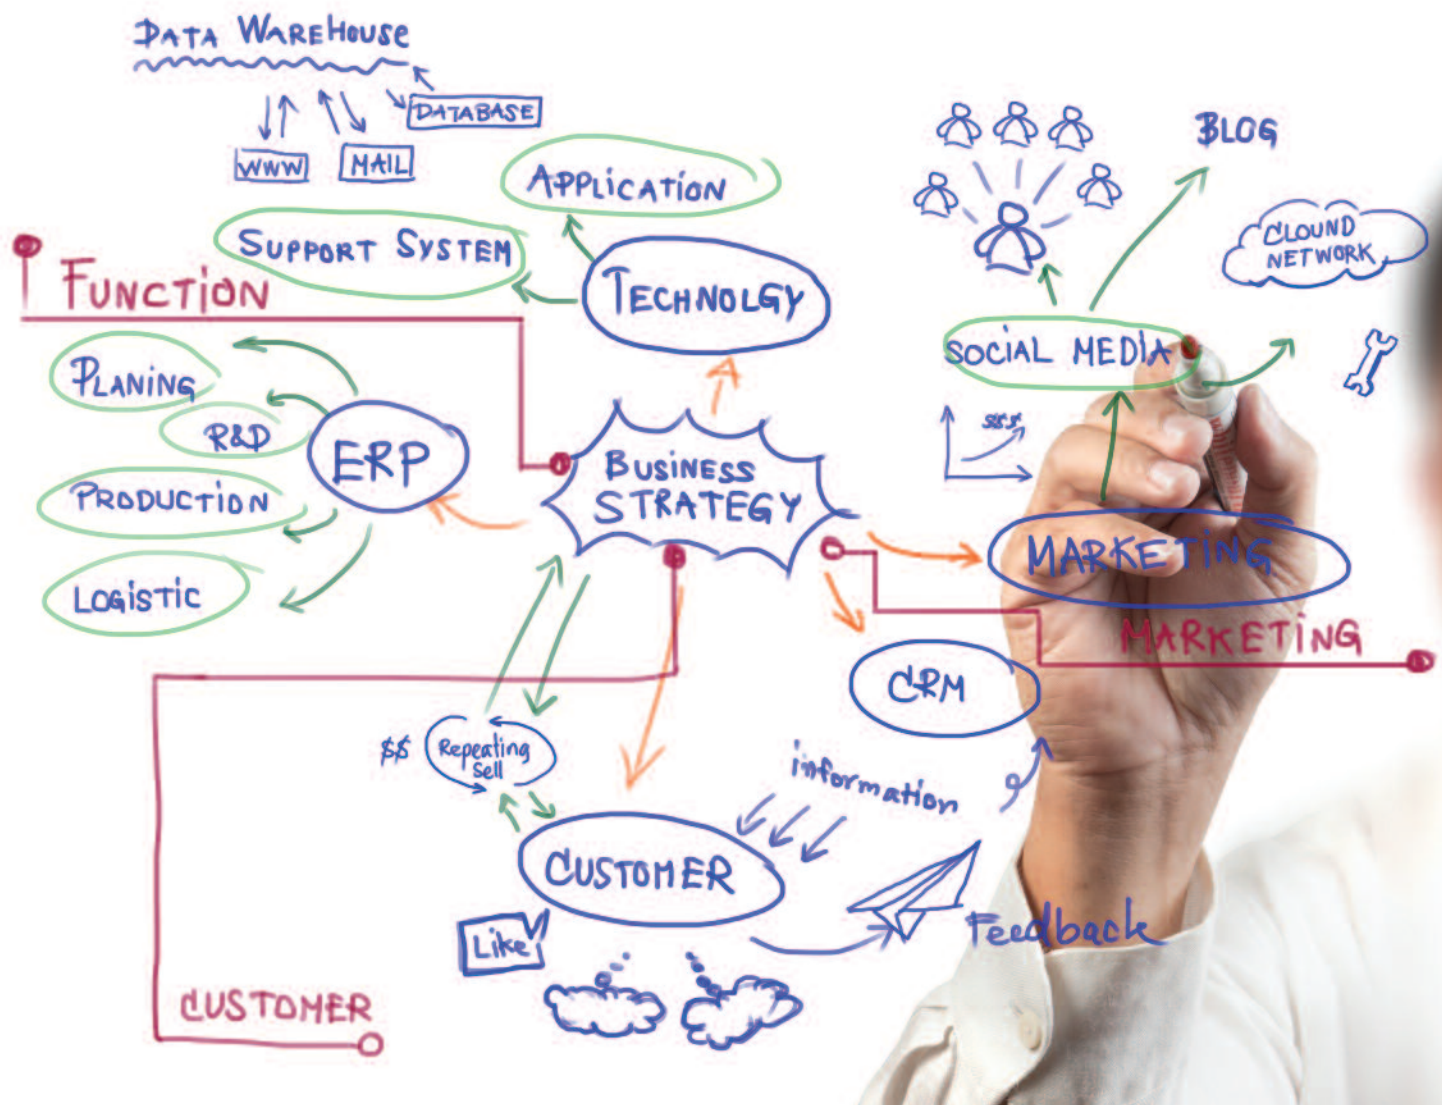 DATA WAREHOUSE
DATABASE
WWW
MAIL
APPLICATION
SUPPORT SYSTEM
TECHNOLGY
FUNCTION
PLANING
R&D
PRODUCTION
LOGISTIC
ERP
BUSINESS
STRATEGY
BLOG
CLOUND
NETWORK
SOCIAL MEDIA
$$$
MARKETING
MARKETING
CRM
$$
Repeating
Sell
information
CUSTOMER
Like
Feedback
CUSTOMER